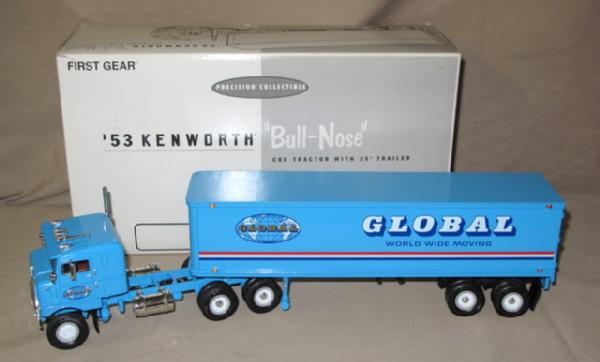 FIRST GEAR®
PRECISION COLLECTIBLE
'53 KENWORTH "Bull-Nose"
COE TRACTOR WITH 35' TRAILER
GLOBAL
GLOBAL
WORLD WIDE MOVING